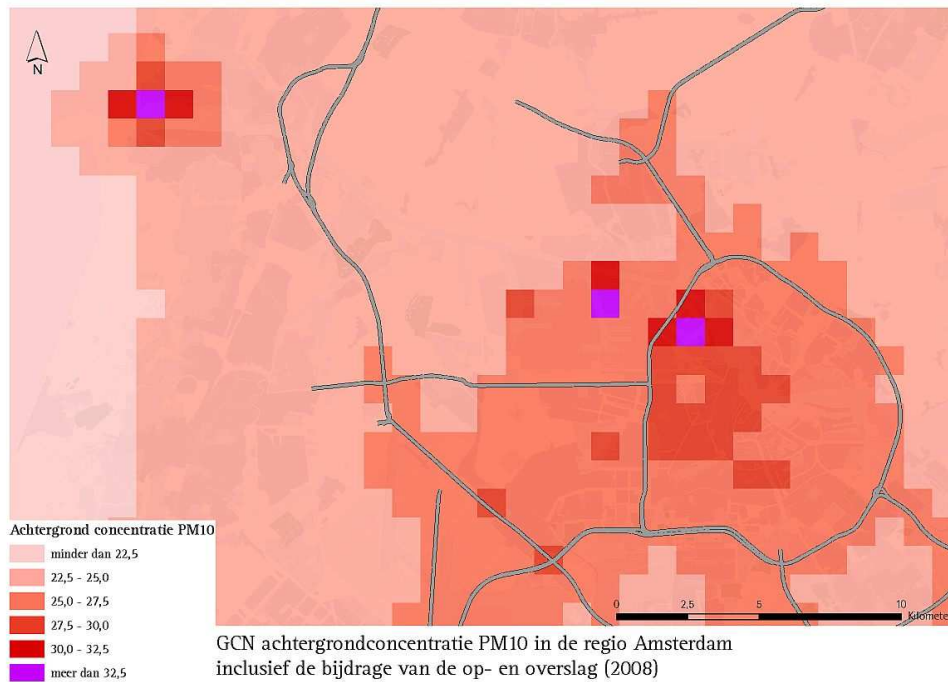 N
Achtergrond concentratie PM10
minder dan 22,5
22,5 - 25,0
25,0 - 27,5
27,5 - 30,0
30,0 - 32,5
meer dan 32,5
0 2,5 5 10
Kilometer
GCN achtergrondconcentratie PM10 in de regio Amsterdam
inclusief de bijdrage van de op- en overslag (2008)